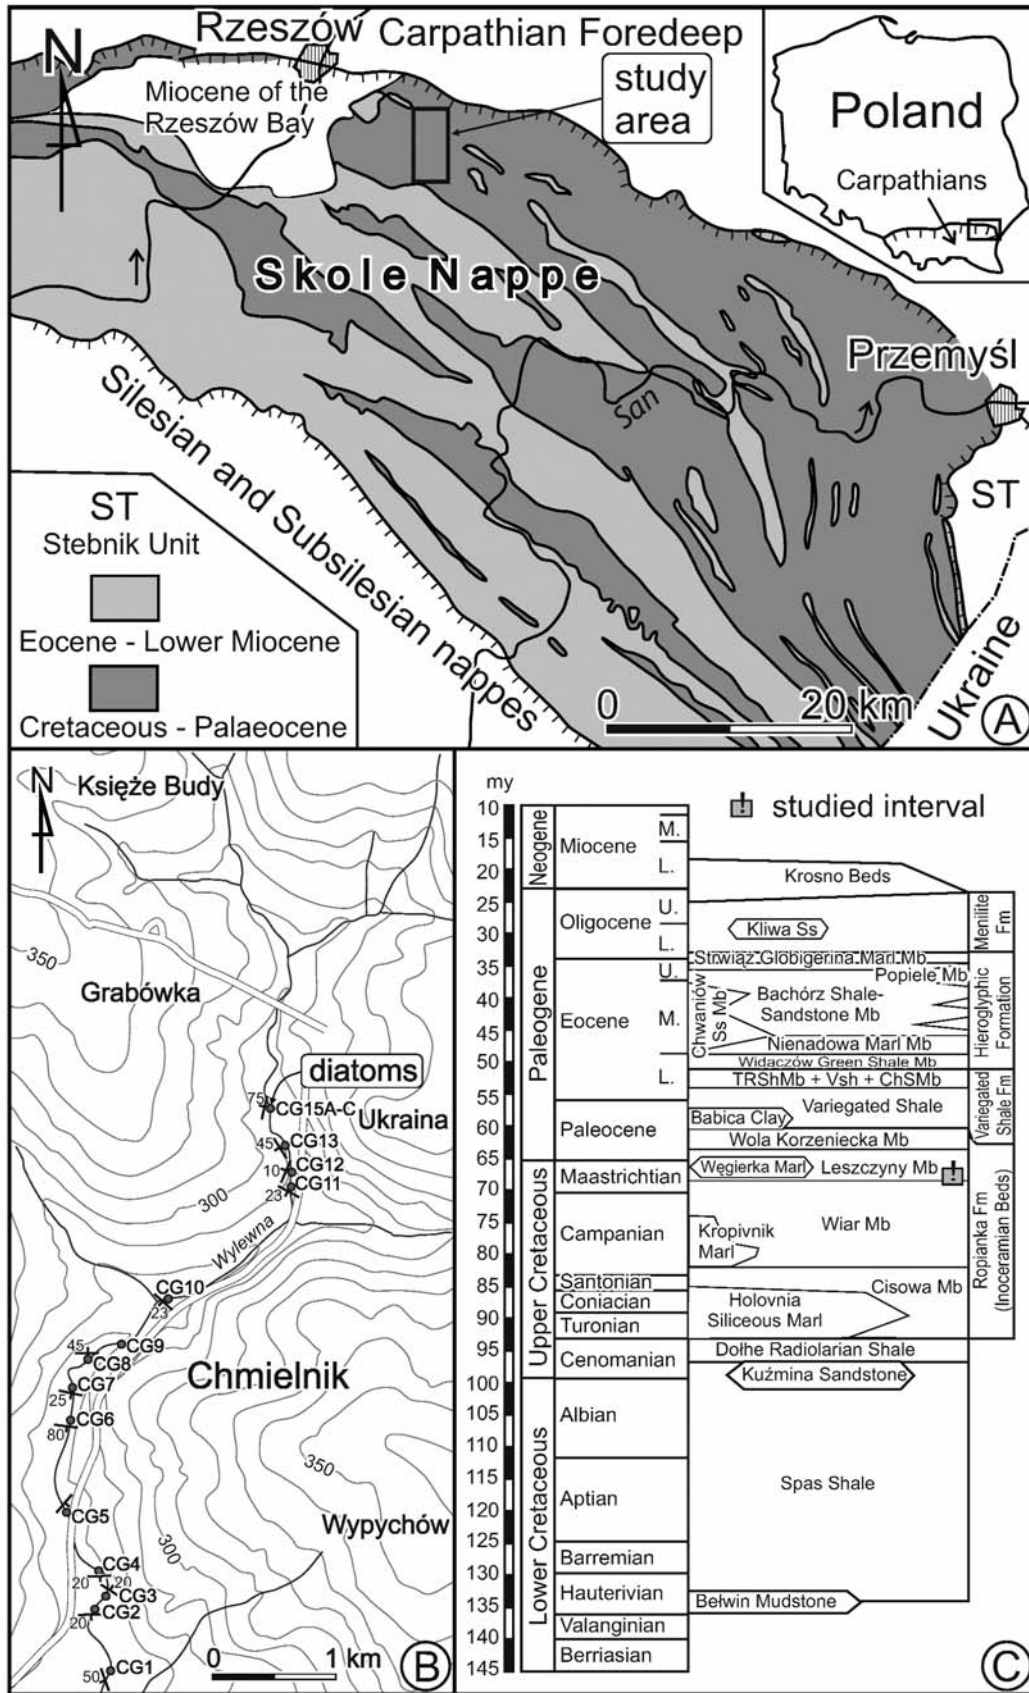 Rzeszów
Carpathian Foredeep
N
Miocene of the
Rzeszów Bay
study
area
Poland
Carpathians
Skole Nappe
Przemyśl
San
Silesian and Subsilesian nappes
ST
ST
Stebnik Unit
Eocene - Lower Miocene
Cretaceous - Palaeocene
0 20 km
Ukraine
A
N
Księże Budy
350
Grabówka
diatoms
75
CG15A-C
Ukraina
45
CG13
10
CG12
CG11
23
300
Wylewna
CG10
23
CG9
45
CG8
Chmielnik
CG7
25
CG6
80
350
CG5
Wypychów
300
CG4
20 20
CG3
CG2
20
CG1
50
0 1 km
B
my
! studied interval
10
15
20
25
30
35
40
45
50
55
60
65
70
75
80
85
90
95
100
105
110
115
120
125
130
135
140
145
Neogene
Paleogene
Upper Cretaceous
Lower Cretaceous
Miocene
M.
L.
Oligocene
U.
L.
Eocene
U.
M.
L.
Paleocene
Maastrichtian
Campanian
Santonian
Coniacian
Turonian
Cenomanian
Albian
Aptian
Barremian
Hauterivian
Valanginian
Berriasian
Krosno Beds
Kliwa Ss
Strwiąż Globigerina Marl Mb
Popiele Mb
Chwaniów
Ss Mb
Bachórz Shale-
Sandstone Mb
Nienadowa Marl Mb
Widaczów Green Shale Mb
TRShMb + Vsh + ChSMb
Variegated Shale
Babica Clay
Wola Korzeniecka Mb
Węgierka Marl
Leszczyny Mb
!
Wiar Mb
Kropivnik
Marl
Cisowa Mb
Holovnia
Siliceous Marl
Dołhe Radiolarian Shale
Kuźmina Sandstone
Spas Shale
Bełwin Mudstone
Menilite
Fm
Hieroglyphic
Formation
Variegated
Shale Fm
Ropianka Fm
(Inoceramian Beds)
C